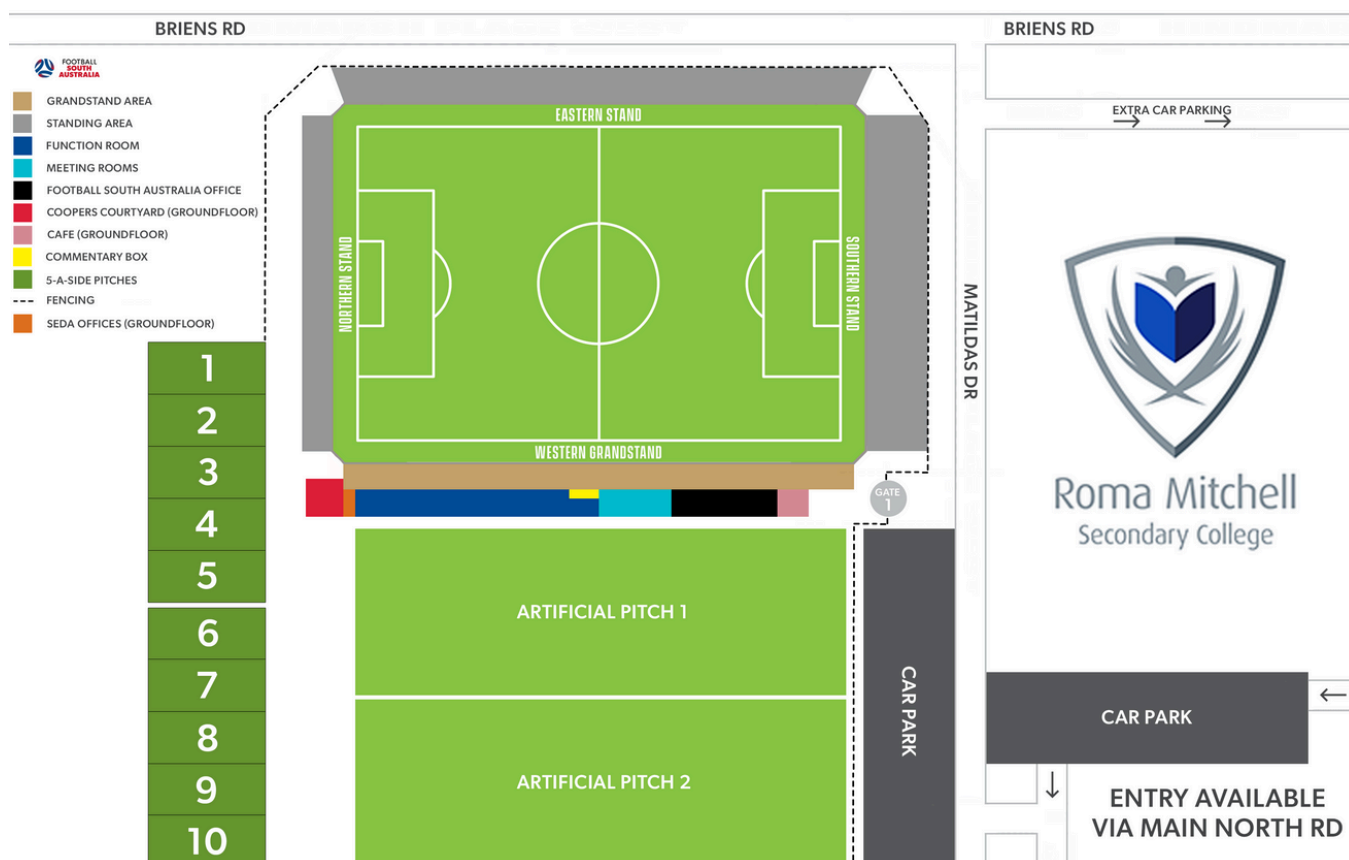 BRIENS RD
BRIENS RD
FOOTBALL
SOUTH
AUSTRALIA
GRANDSTAND AREA
STANDING AREA
FUNCTION ROOM
MEETING ROOMS
FOOTBALL SOUTH AUSTRALIA OFFICE
COOPERS COURTYARD (GROUNDFLOOR)
CAFE (GROUNDFLOOR)
COMMENTARY BOX
5-A-SIDE PITCHES
FENCING
SEDA OFFICES (GROUNDFLOOR)
EASTERN STAND
NORTHERN STAND
SOUTHERN STAND
WESTERN GRANDSTAND
EXTRA CAR PARKING
MATILDAS DR
Roma Mitchell
Secondary College
GATE
1
1
2
3
4
5
6
7
8
9
10
ARTIFICIAL PITCH 1
ARTIFICIAL PITCH 2
CAR PARK
CAR PARK
ENTRY AVAILABLE
VIA MAIN NORTH RD